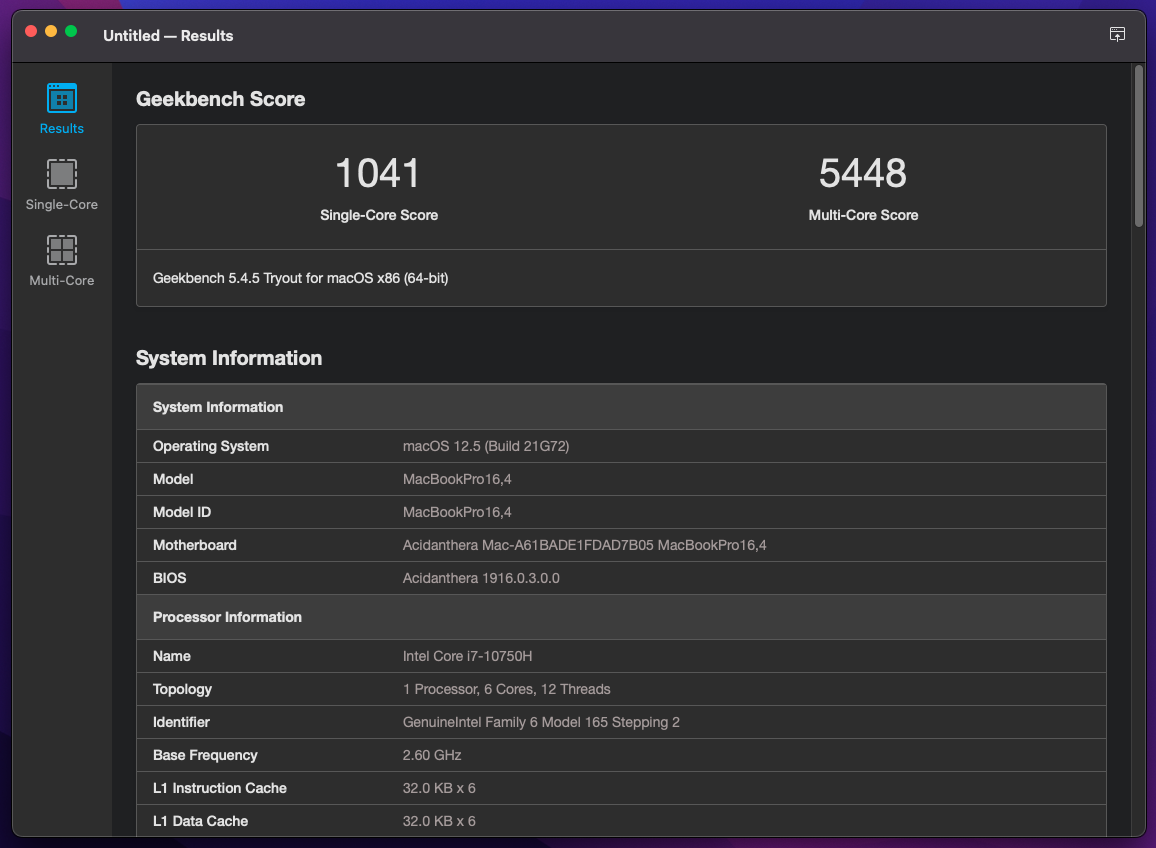 Untitled — Results
Results
Single-Core
Multi-Core
Geekbench Score
1041
Single-Core Score
5448
Multi-Core Score
Geekbench 5.4.5 Tryout for macOS x86 (64-bit)
System Information
System Information
Operating System macOS 12.5 (Build 21G72)
Model MacBookPro16,4
Model ID MacBookPro16,4
Motherboard Acidanthera Mac-A61BADE1FDAD7B05 MacBookPro16,4
BIOS Acidanthera 1916.0.3.0.0
Processor Information
Name Intel Core i7-10750H
Topology 1 Processor, 6 Cores, 12 Threads
Identifier GenuineIntel Family 6 Model 165 Stepping 2
Base Frequency 2.60 GHz
L1 Instruction Cache 32.0 KB x 6
L1 Data Cache 32.0 KB x 6